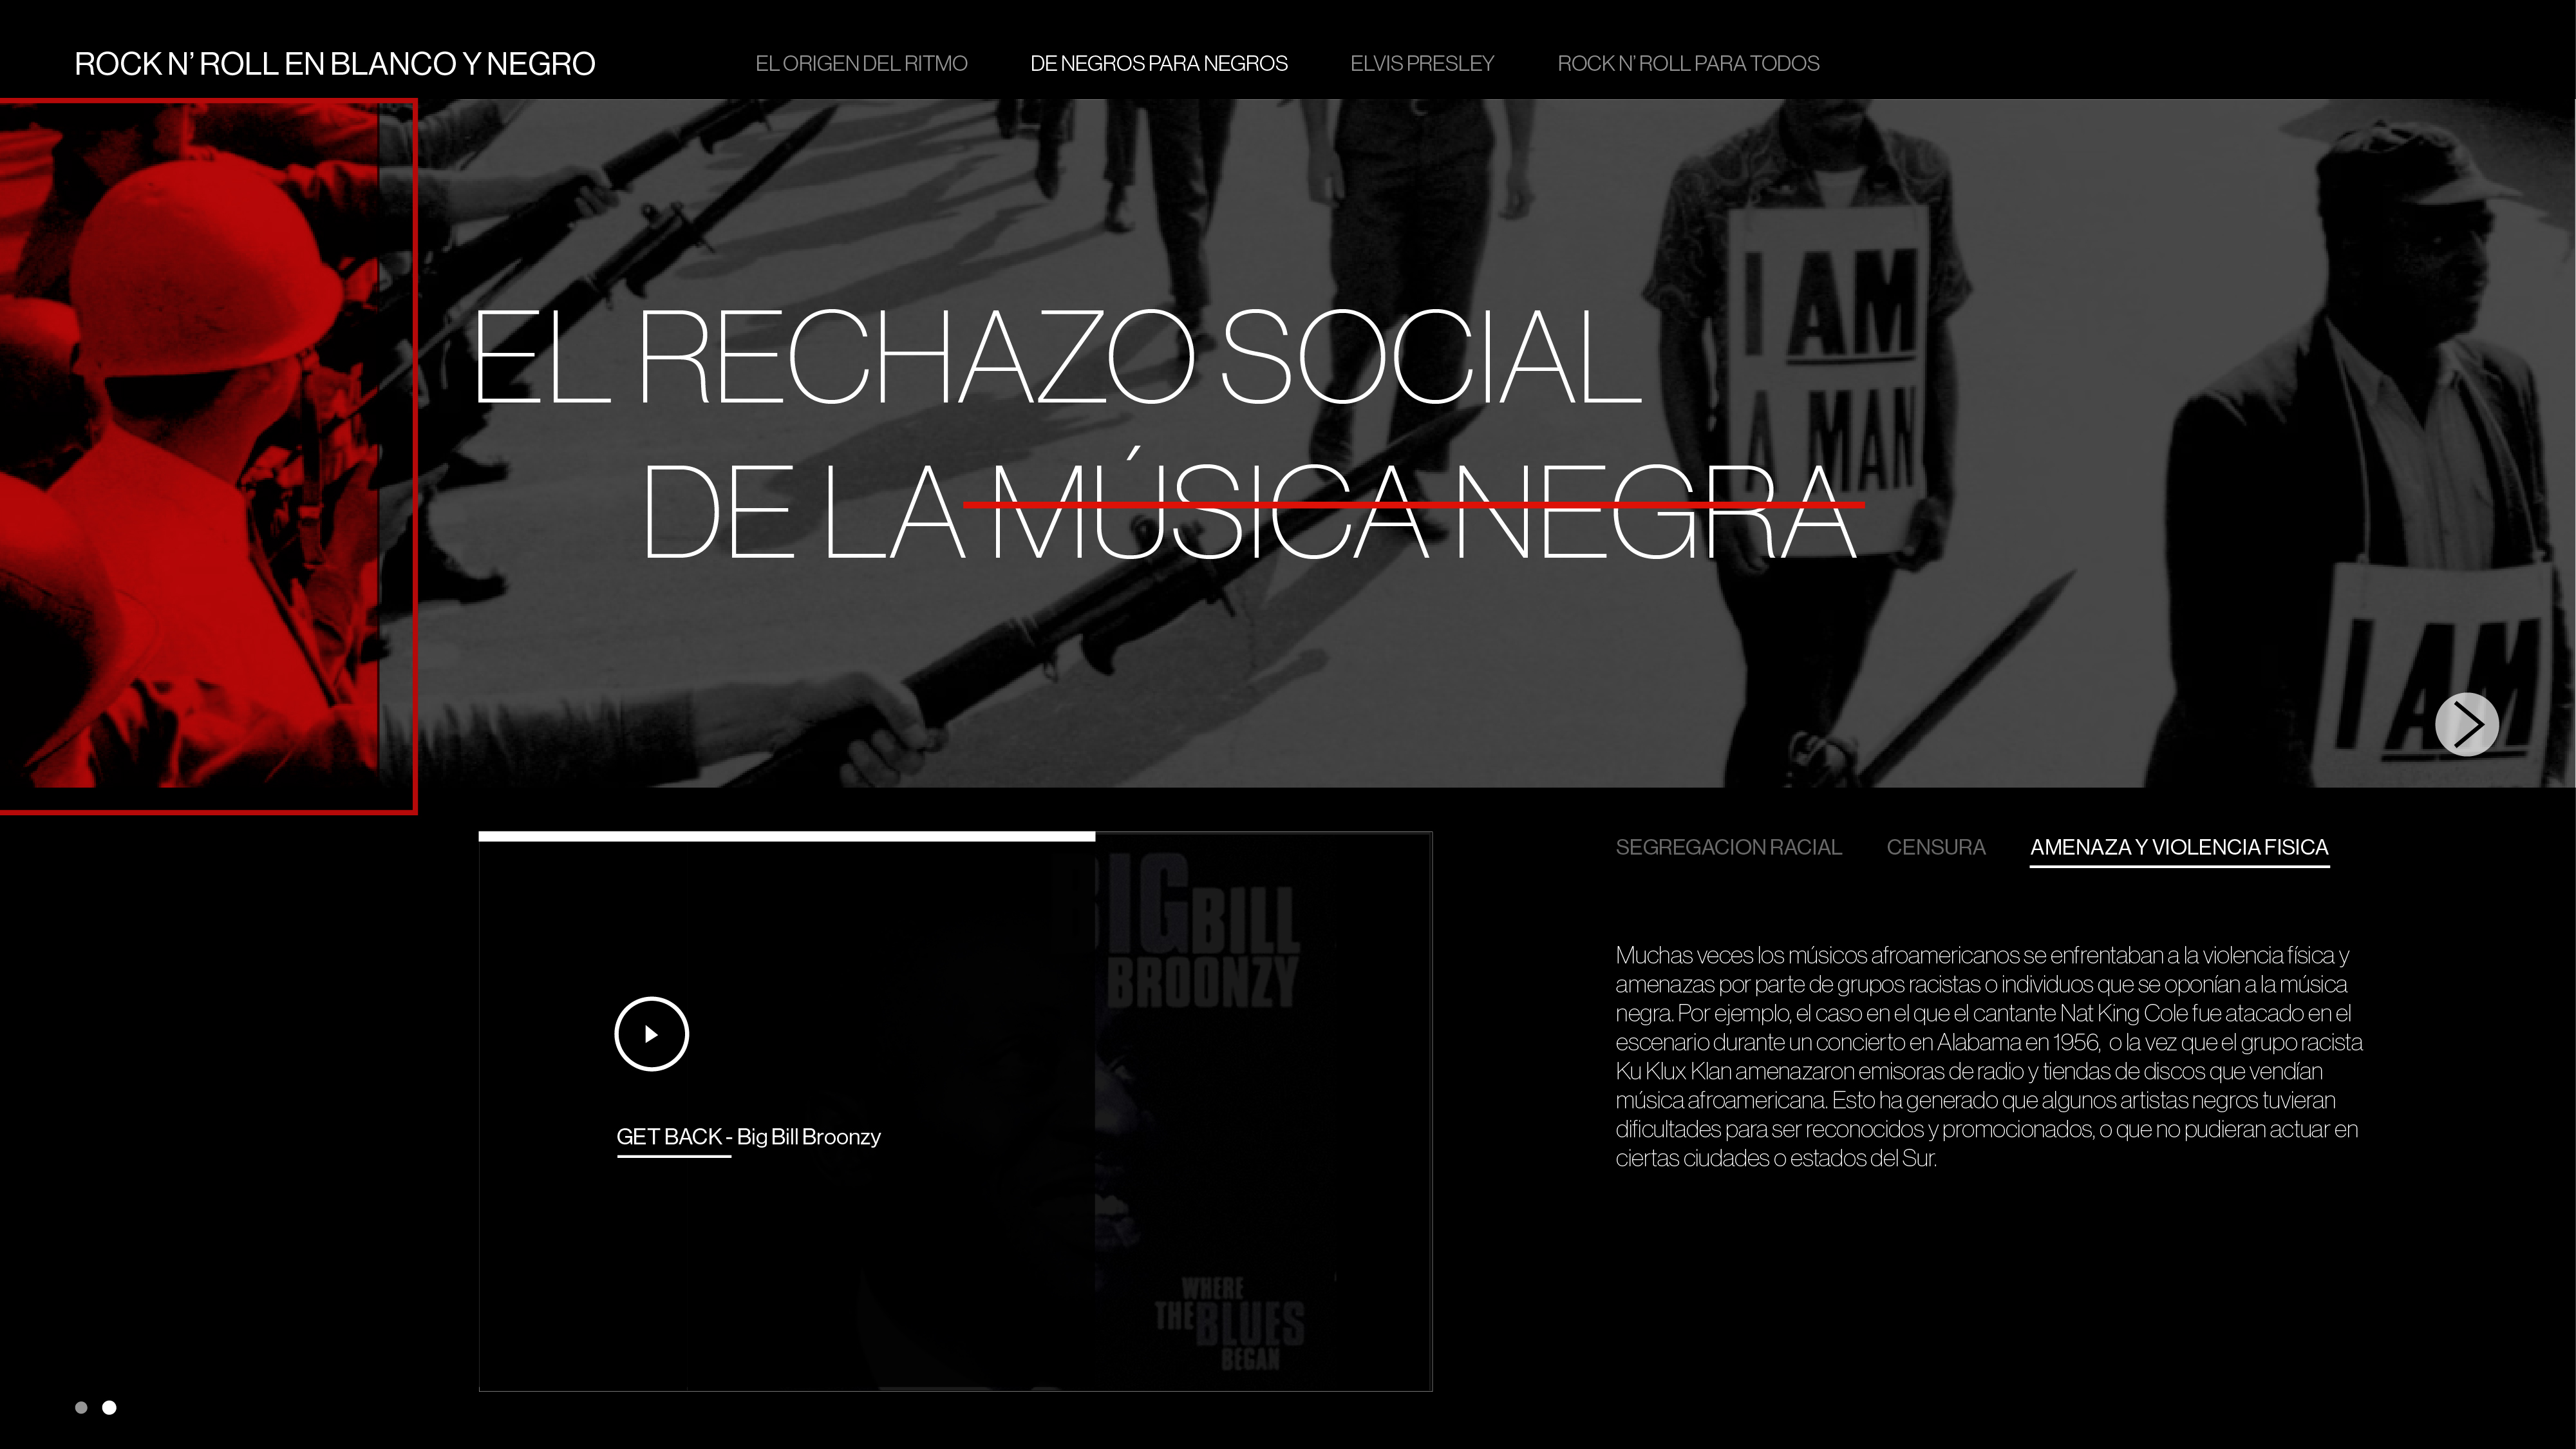 ROCK N' ROLL EN BLANCO Y NEGRO
EL ORIGEN DEL RITMO
DE NEGROS PARA NEGROS
ELVIS PRESLEY
ROCK N' ROLL PARA TODOS
I AM
A MAN
I AM
EL RECHAZO SOCIAL
DE LA MÚSICA NEGRA
BIG BILL
BROONZY
GET BACK - Big Bill Broonzy
WHERE
THE BLUES
BEGAN
SEGREGACION RACIAL
CENSURA
AMENAZA Y VIOLENCIA FISICA
Muchas veces los músicos afroamericanos se enfrentaban a la violencia física y
amenazas por parte de grupos racistas o individuos que se oponían a la música
negra. Por ejemplo, el caso en el que el cantante Nat King Cole fue atacado en el
escenario durante un concierto en Alabama en 1956,  o la vez que el grupo racista
Ku Klux Klan amenazaron emisoras de radio y tiendas de discos que vendían
música afroamericana. Esto ha generado que algunos artistas negros tuvieran
dificultades para ser reconocidos y promocionados, o que no pudieran actuar en
ciertas ciudades o estados del Sur.